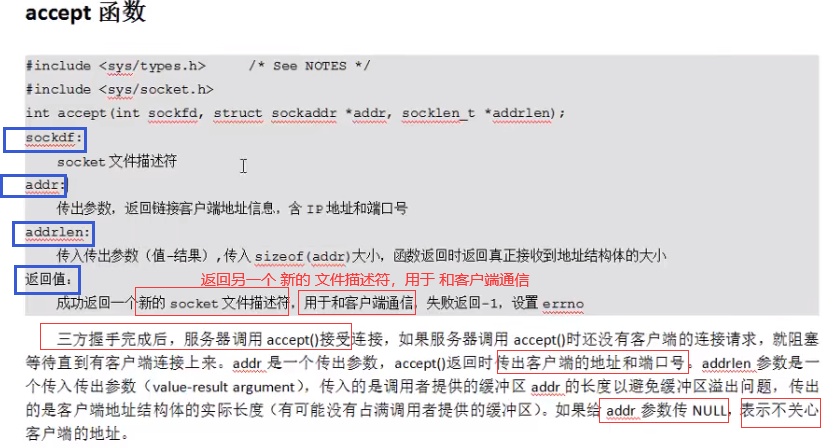 accept 函数
#include <sys/types.h> /* See NOTES */
#include <sys/socket.h>
int accept(int sockfd, struct sockaddr *addr, socklen_t *addrlen);
sockdf:
socket 文件描述符
addr:
传出参数，返回链接客户端地址信息，含 IP 地址和端口号
addrlen:
传入传出参数（值-结果）,传入 sizeof(addr)大小，函数返回时返回真正接收到地址结构体的大小
返回值： 返回另一个 新的 文件描述符，用于 和客户端通信
成功返回一个新的 socket 文件描述符，用于和客户端通信，失败返回-1，设置 errno
三方握手完成后，服务器调用 accept()接受连接，如果服务器调用 accept()时还没有客户端的连接请求，就阻塞
等待直到有客户端连接上来。addr 是一个传出参数，accept()返回时传出客户端的地址和端口号。addrlen 参数是一
个传入传出参数（value-result argument），传入的是调用者提供的缓冲区 addr 的长度以避免缓冲区溢出问题，传出
的是客户端地址结构体的实际长度（有可能没有占满调用者提供的缓冲区）。如果给 addr 参数传 NULL，表示不关心
客户端的地址。